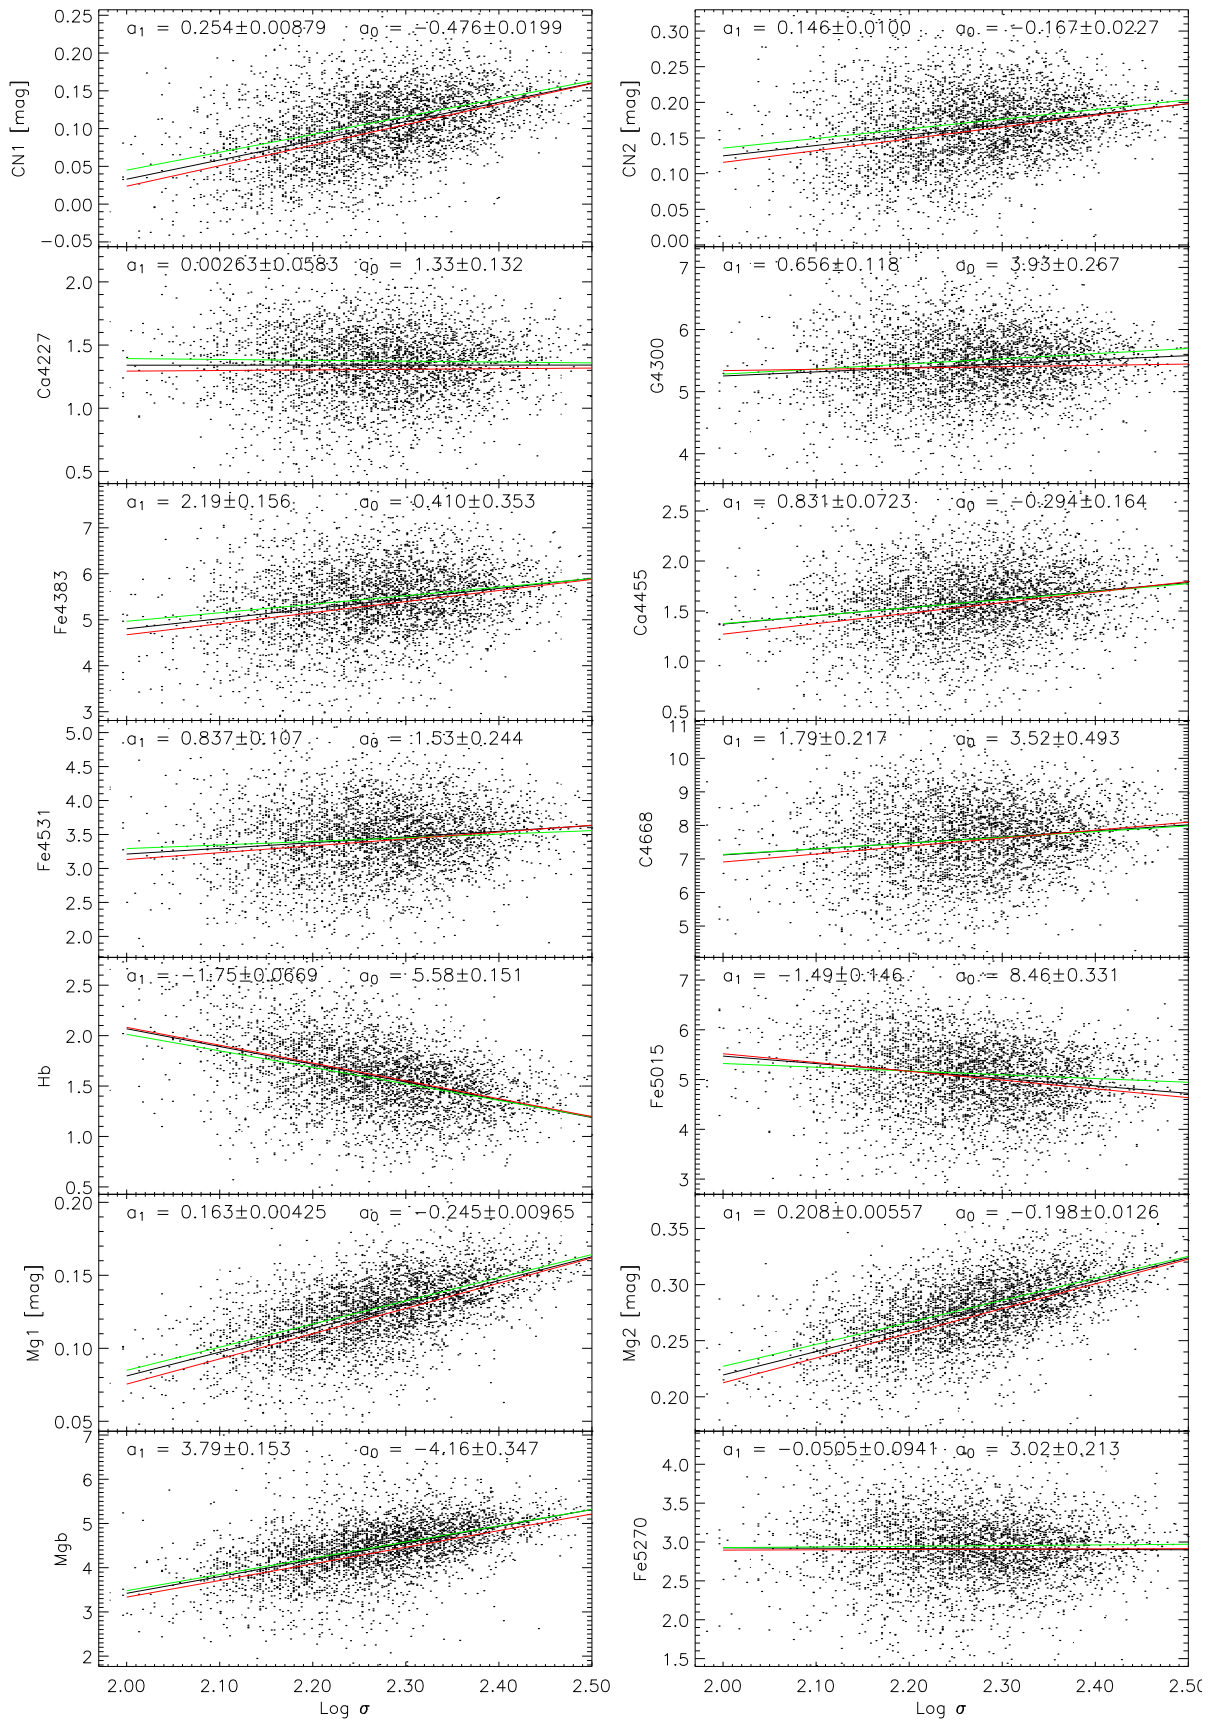 a1 = 0.254±0.00879 a0 = −0.476±0.0199
0.25
0.20
0.15
0.10
0.05
0.00
−0.05
CN1 [mag]
a1 = 0.146±0.0100 a0 = −0.167±0.0227
0.30
0.25
0.20
0.15
0.10
0.05
0.00
CN2 [mag]
a1 = 0.00263±0.0583 a0 = 1.33±0.132
2.0
1.5
1.0
0.5
Ca4227
a1 = 0.656±0.118 a0 = 3.93±0.267
7
6
5
4
G4300
a1 = 2.19±0.156 a0 = 0.410±0.353
7
6
5
4
3
Fe4383
a1 = 0.831±0.0723 a0 = −0.294±0.164
2.5
2.0
1.5
1.0
0.5
Ca4455
a1 = 0.837±0.107 a0 = 1.53±0.244
5.0
4.5
4.0
3.5
3.0
2.5
2.0
Fe4531
a1 = 1.79±0.217 a0 = 3.52±0.493
11
10
9
8
7
6
5
C4668
a1 = −1.75±0.0669 a0 = 5.58±0.151
2.5
2.0
1.5
1.0
0.5
Hb
a1 = −1.49±0.146 a0 = 8.46±0.331
7
6
5
4
3
Fe5015
a1 = 0.163±0.00425 a0 = −0.245±0.00965
0.20
0.15
0.10
0.05
Mg1 [mag]
a1 = 0.208±0.00557 a0 = −0.198±0.0126
0.35
0.30
0.25
0.20
Mg2 [mag]
a1 = 3.79±0.153 a0 = −4.16±0.347
7
6
5
4
3
2
Mgb
a1 = −0.0505±0.0941 a0 = 3.02±0.213
4.0
3.5
3.0
2.5
2.0
1.5
Fe5270
2.00 2.10 2.20 2.30 2.40 2.50
Log σ
2.00 2.10 2.20 2.30 2.40 2.50
Log σ